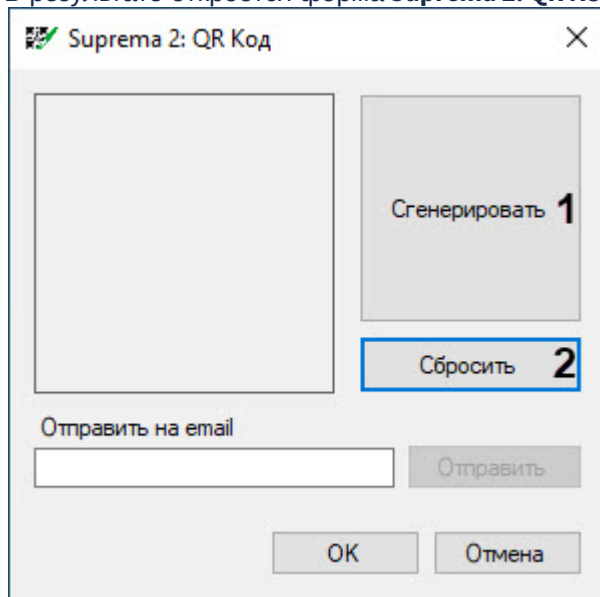 В результате откроется форма Suprema 2: QR Ко
Suprema 2: QR Код
Сгенерировать 1
Сбросить 2
Отправить на email
Отправить
OK
Отмена